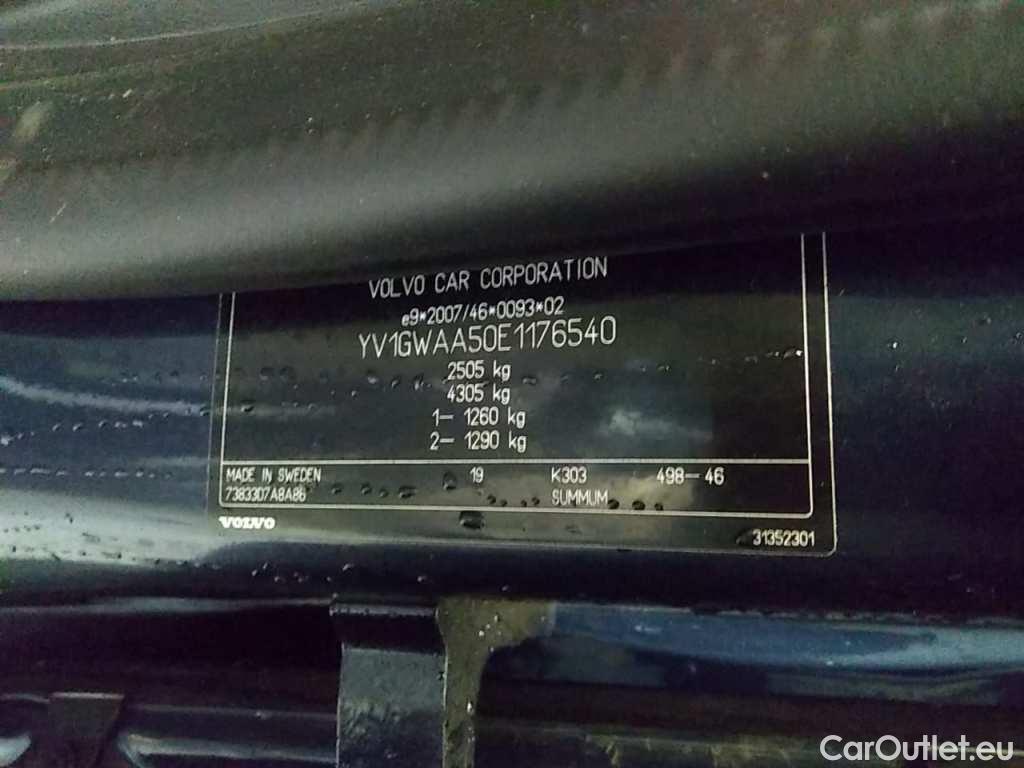 VOLVO CAR CORPORATION
e9*2007/46*0093*02
YV1GWAA50E1176540
2505 kg
4305 kg
1- 1260 kg
2- 1290 kg
MADE IN SWEDEN 19 K303 498-46
73833D7A8A86 SUMMUM
VOLVO 31352301
CarOutlet.eu